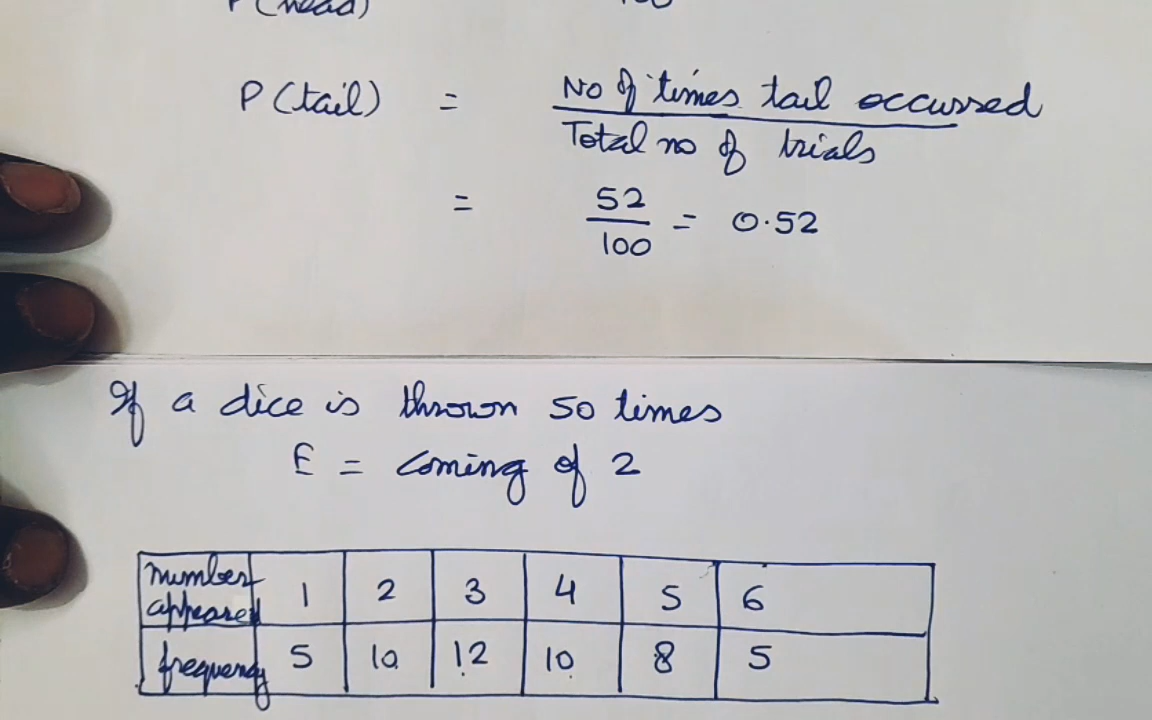 P(head) 100
P(tail) = No of times tail occurred
Total no of trials
= 52
100 = 0.52
If a dice is thrown 50 times
E = coming of 2
number appeared 1 2 3 4 5 6
frequency 5 10 12 10 8 5